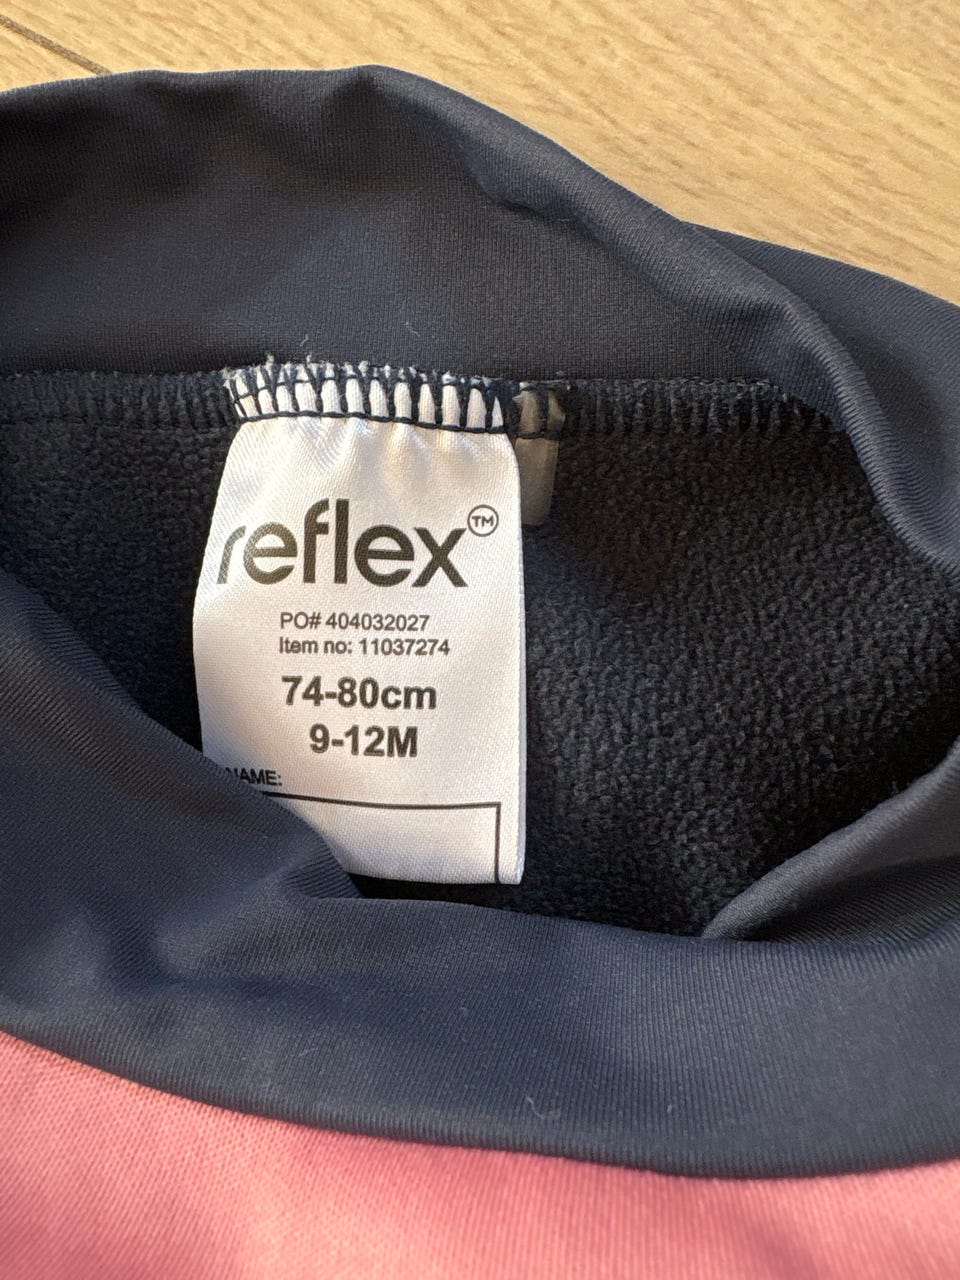 reflex™
PO# 404032027
Item no: 11037274
74-80cm
9-12M
NAME: